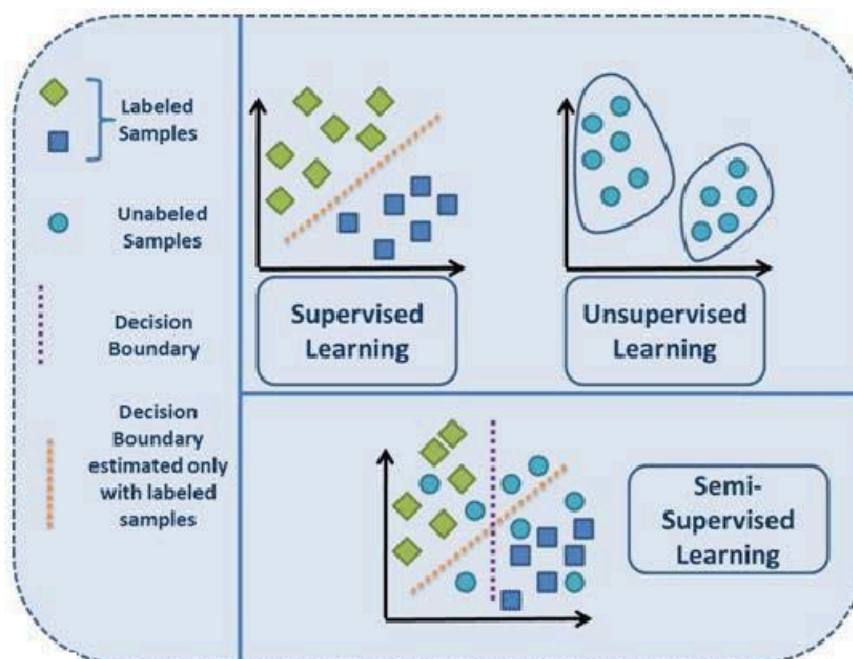 Labeled
Samples
Unabeled
Samples
Decision
Boundary
Decision
Boundary
estimated only
with labeled
samples
Supervised
Learning
Unsupervised
Learning
Semi-
Supervised
Learning